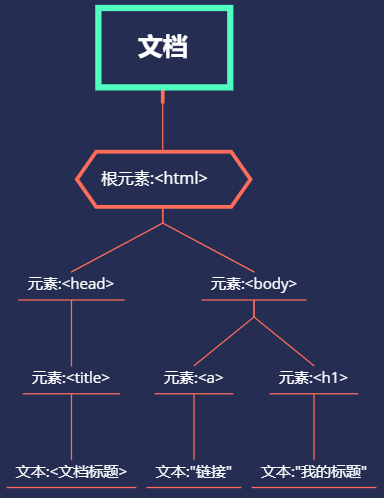 文档
根元素:<html>
元素:<head>
元素:<body>
元素:<title>
元素:<a>
元素:<h1>
文本:<文档标题>
文本:"链接"
文本:"我的标题"